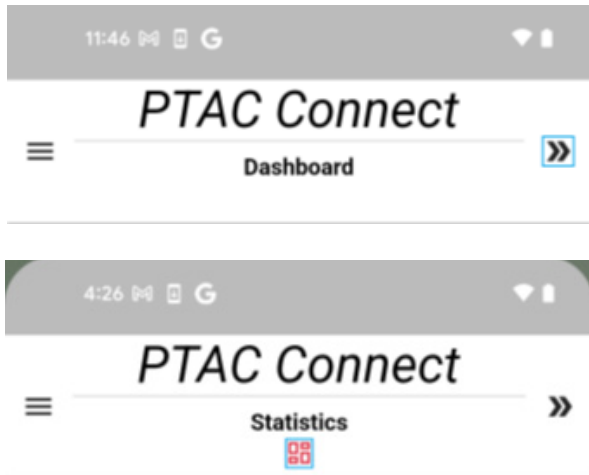 11:46 G
PTAC Connect
Dashboard
4:26 G
PTAC Connect
Statistics